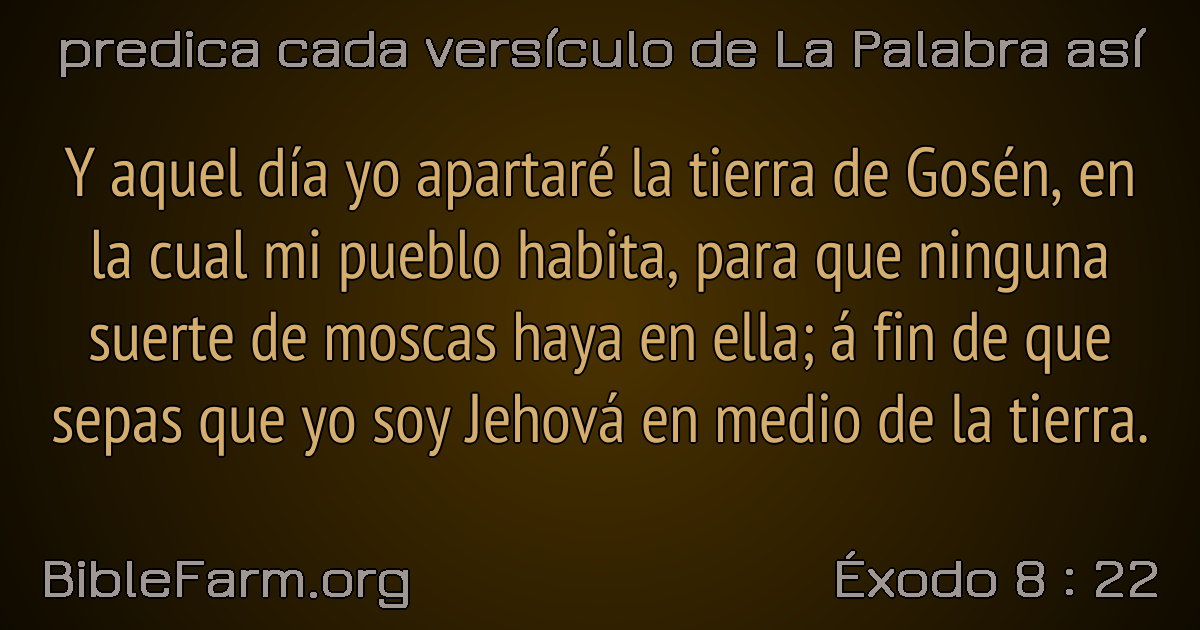 predica cada versículo de La Palabra así
Y aquel día yo apartaré la tierra de Gosén, en
la cual mi pueblo habita, para que ninguna
suerte de moscas haya en ella; á fin de que
sepas que yo soy Jehová en medio de la tierra.
BibleFarm.org
Éxodo 8 : 22